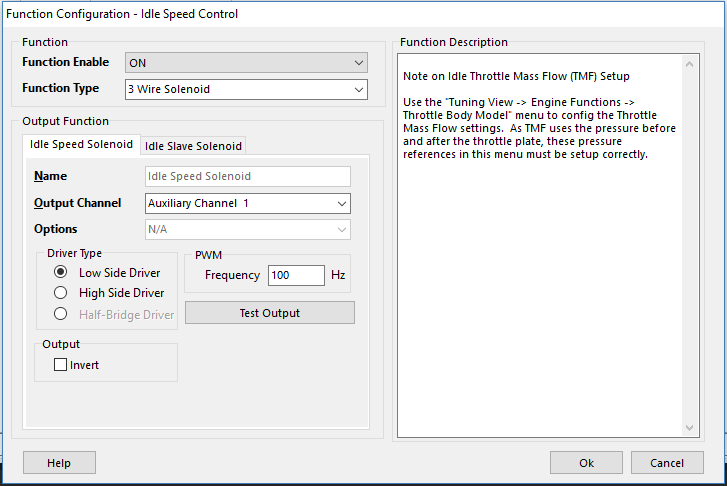 Function Configuration - Idle Speed Control
Function
Function Enable
ON
Function Type
3 Wire Solenoid
Output Function
Idle Speed Solenoid
Idle Slave Solenoid
Name
Idle Speed Solenoid
Output Channel
Auxiliary Channel 1
Options
N/A
Driver Type
Low Side Driver
High Side Driver
Half-Bridge Driver
PWM
Frequency
100
Hz
Test Output
Output
Invert
Function Description
Note on Idle Throttle Mass Flow (TMF) Setup
Use the "Tuning View -> Engine Functions ->
Throttle Body Model" menu to config the Throttle
Mass Flow settings. As TMF uses the pressure before
and after the throttle plate, these pressure
references in this menu must be setup correctly.
Help
Ok
Cancel